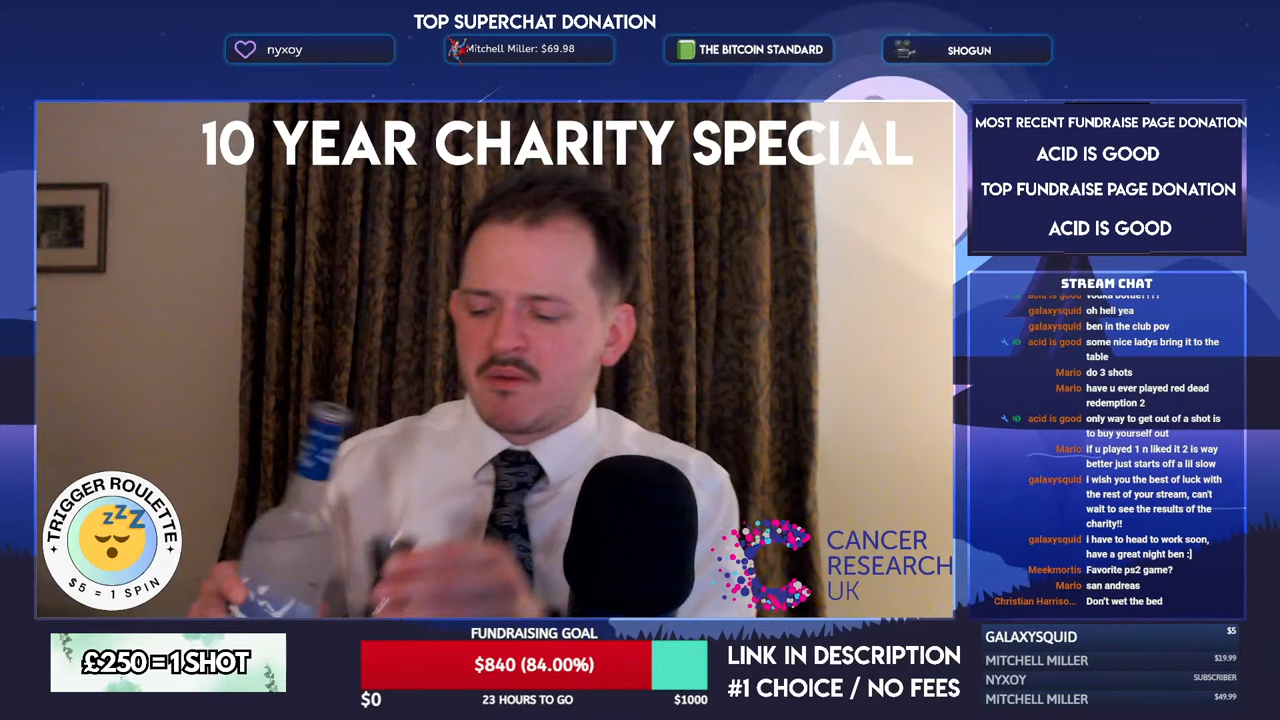 TOP SUPERCHAT DONATION
nyxoy
Mitchell Miller: $69.98
THE BITCOIN STANDARD
SHOGUN
10 YEAR CHARITY SPECIAL
MOST RECENT FUNDRAISE PAGE DONATION
ACID IS GOOD
TOP FUNDRAISE PAGE DONATION
ACID IS GOOD
STREAM CHAT
acid is good vodka bottle????
galaxysquid oh hell yea
galaxysquid ben in the club pov
acid is good some nice ladys bring it to the
table
Mario do 3 shots
Mario have u ever played red dead
redemption 2
acid is good only way to get out of a shot is
to buy yourself out
Mario if u played 1 n liked it 2 is way
better just starts off a lil slow
galaxysquid i wish you the best of luck with
the rest of your stream, can't
wait to see the results of the
charity!!
galaxysquid i have to head to work soon,
have a great night ben :]
Meekmortis Favorite ps2 game?
Mario san andreas
Christian Harriso... Don't wet the bed
TRIGGER ROULETTE
zzz
$5 = 1 SPIN
CANCER
RESEARCH
UK
£250 = 1 SHOT
FUNDRAISING GOAL
$840 (84.00%)
$0
23 HOURS TO GO
$1000
LINK IN DESCRIPTION
#1 CHOICE / NO FEES
GALAXYSQUID $5
MITCHELL MILLER $19.99
NYXOY SUBSCRIBER
MITCHELL MILLER $49.99